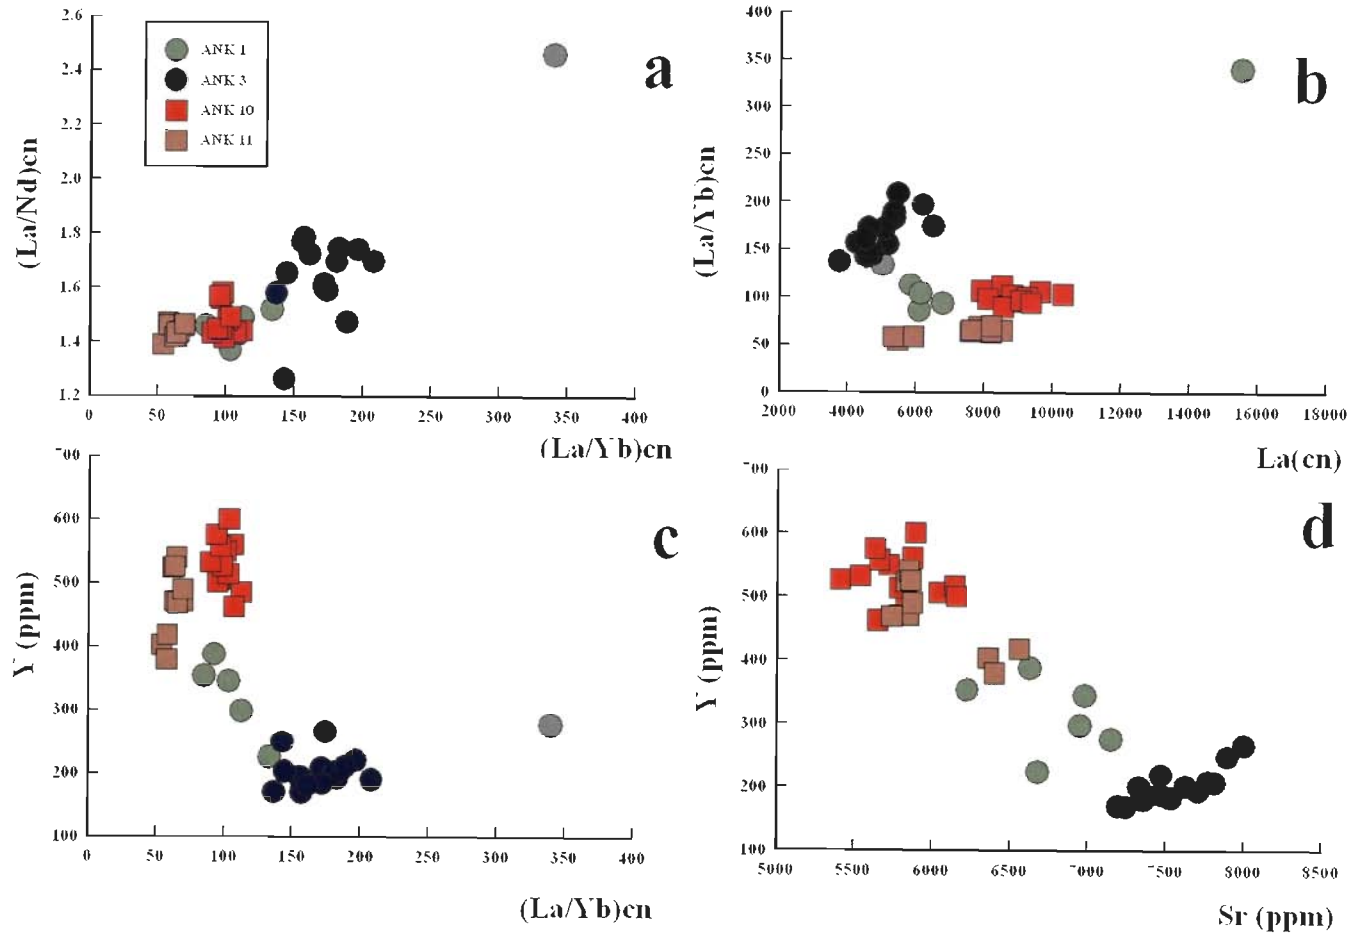 2.6
2.4
2.2
2.0
1.8
1.6
1.4
1.2
(La/Nd)cn
ANK 1
ANK 3
ANK 10
ANK 11
a
0 50 100 150 200 250 300 350 400
(La/Yb)cn
400
350
300
250
200
150
100
50
0
(La/Yb)cn
b
2000 4000 6000 8000 10000 12000 14000 16000 18000
La(cn)
700
600
500
400
300
200
100
Y (ppm)
c
0 50 100 150 200 250 300 350 400
(La/Yb)cn
700
600
500
400
300
200
100
Y (ppm)
d
5000 5500 6000 6500 7000 7500 8000 8500
Sr (ppm)